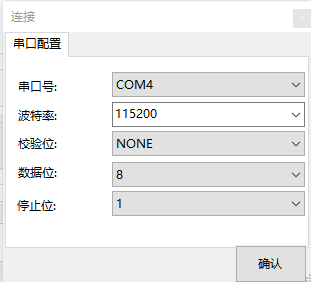 连接
串口配置
串口号: COM4
波特率: 115200
校验位: NONE
数据位: 8
停止位: 1
确认